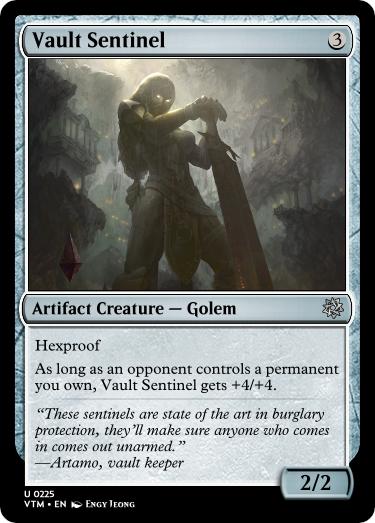 Vault Sentinel 3
Artifact Creature — Golem
Hexproof
As long as an opponent controls a permanent
you own, Vault Sentinel gets +4/+4.
“These sentinels are state of the art in burglary
protection, they’ll make sure anyone who comes
in comes out unarmed.”
—Artamo, vault keeper
2/2
U 0225
VTM • EN Engy Jeong